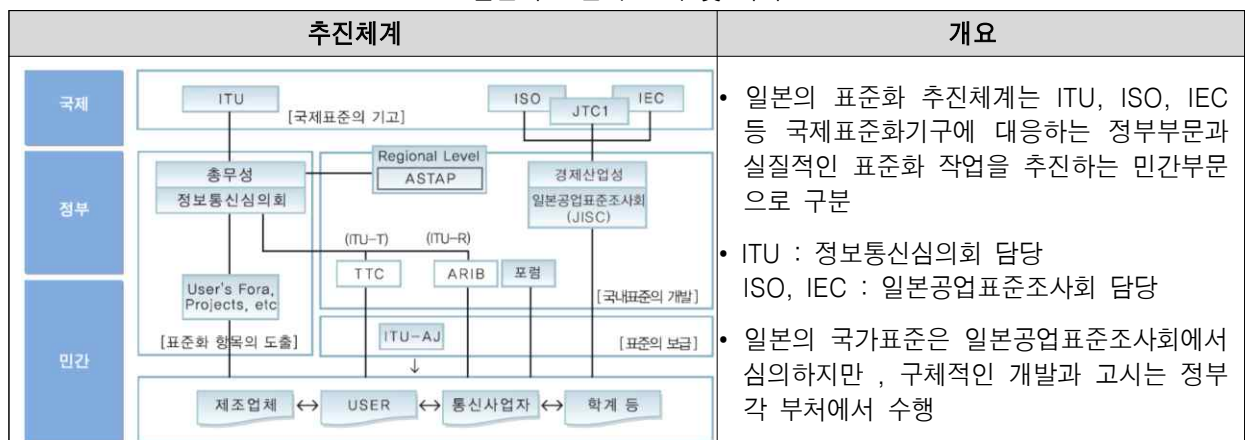 추진체계
개요
국제
ITU
ISO
JTC1
IEC
[국제표준의 기고]
정부
총무성
정보통신심의회
Regional Level
ASTAP
경제산업성
일본공업표준조사회
(JISC)
(ITU-T)
(ITU-R)
TTC
ARIB
포럼
User's Fora,
Projects, etc
[국내표준의 개발]
민간
[표준화 항목의 도출]
ITU-AJ
[표준의 보급]
↓
제조업체 ↔ USER ↔ 통신사업자 ↔ 학계 등
• 일본의 표준화 추진체계는 ITU, ISO, IEC
등 국제표준화기구에 대응하는 정부부문과
실질적인 표준화 작업을 추진하는 민간부문
으로 구분
• ITU : 정보통신심의회 담당
ISO, IEC : 일본공업표준조사회 담당
• 일본의 국가표준은 일본공업표준조사회에서
심의하지만 , 구체적인 개발과 고시는 정부
각 부처에서 수행